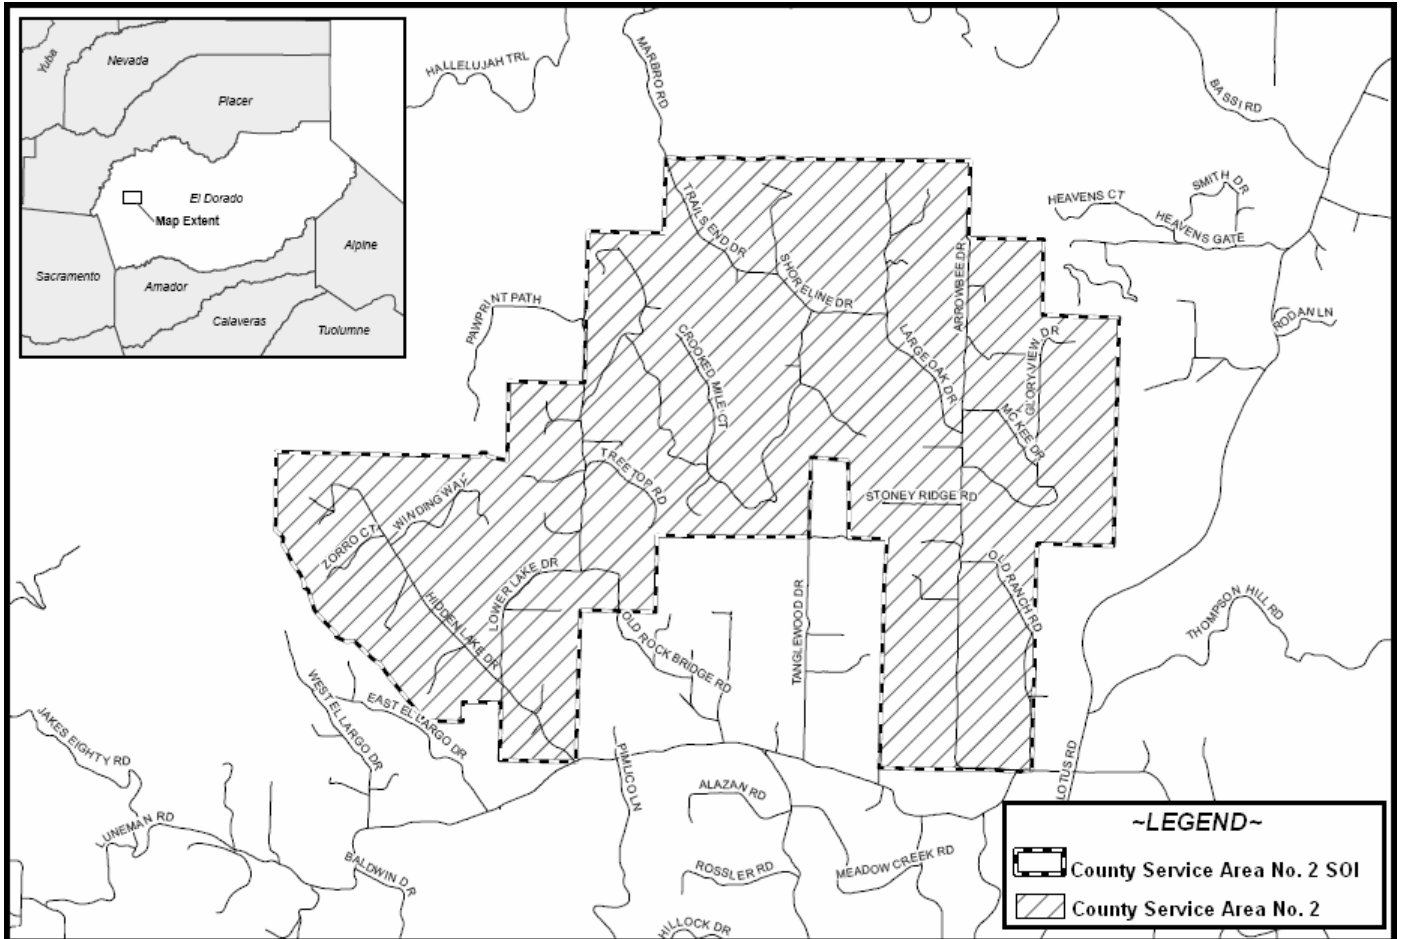 Yuba
Nevada
Placer
El Dorado
Map Extent
Sacramento
Amador
Alpine
Calaveras
Tuolumne
HALLELUJAH TRL
MARBRO RD
BASSI RD
SMITH DR
HEAVENS CT
HEAVENS GATE
TRAILS END DR
SHORELINE DR
ARROWBEE DR
RODAN LN
PAWPRINT PATH
CROOKED MILE CT
LARGE OAK DR
GLORY VIEW DR
MC KEE DR
TREE TOP RD
STONEY RIDGE RD
WINDING WAY
ZORRO CT
LOWER LAKE DR
HIDDEN LAKE DR
OLD RANCH RD
OLD ROCK BRIDGE RD
TANGLEWOOD DR
THOMPSON HILL RD
WEST EL LARGO DR
EAST EL LARGO DR
JAKES EIGHTY RD
PIMLICO LN
LOTUS RD
ALAZAN RD
LUNEMAN RD
BALDWIN DR
ROSSLER RD
MEADOW CREEK RD
HILLOCK DR
~LEGEND~
County Service Area No. 2 SOI
County Service Area No. 2